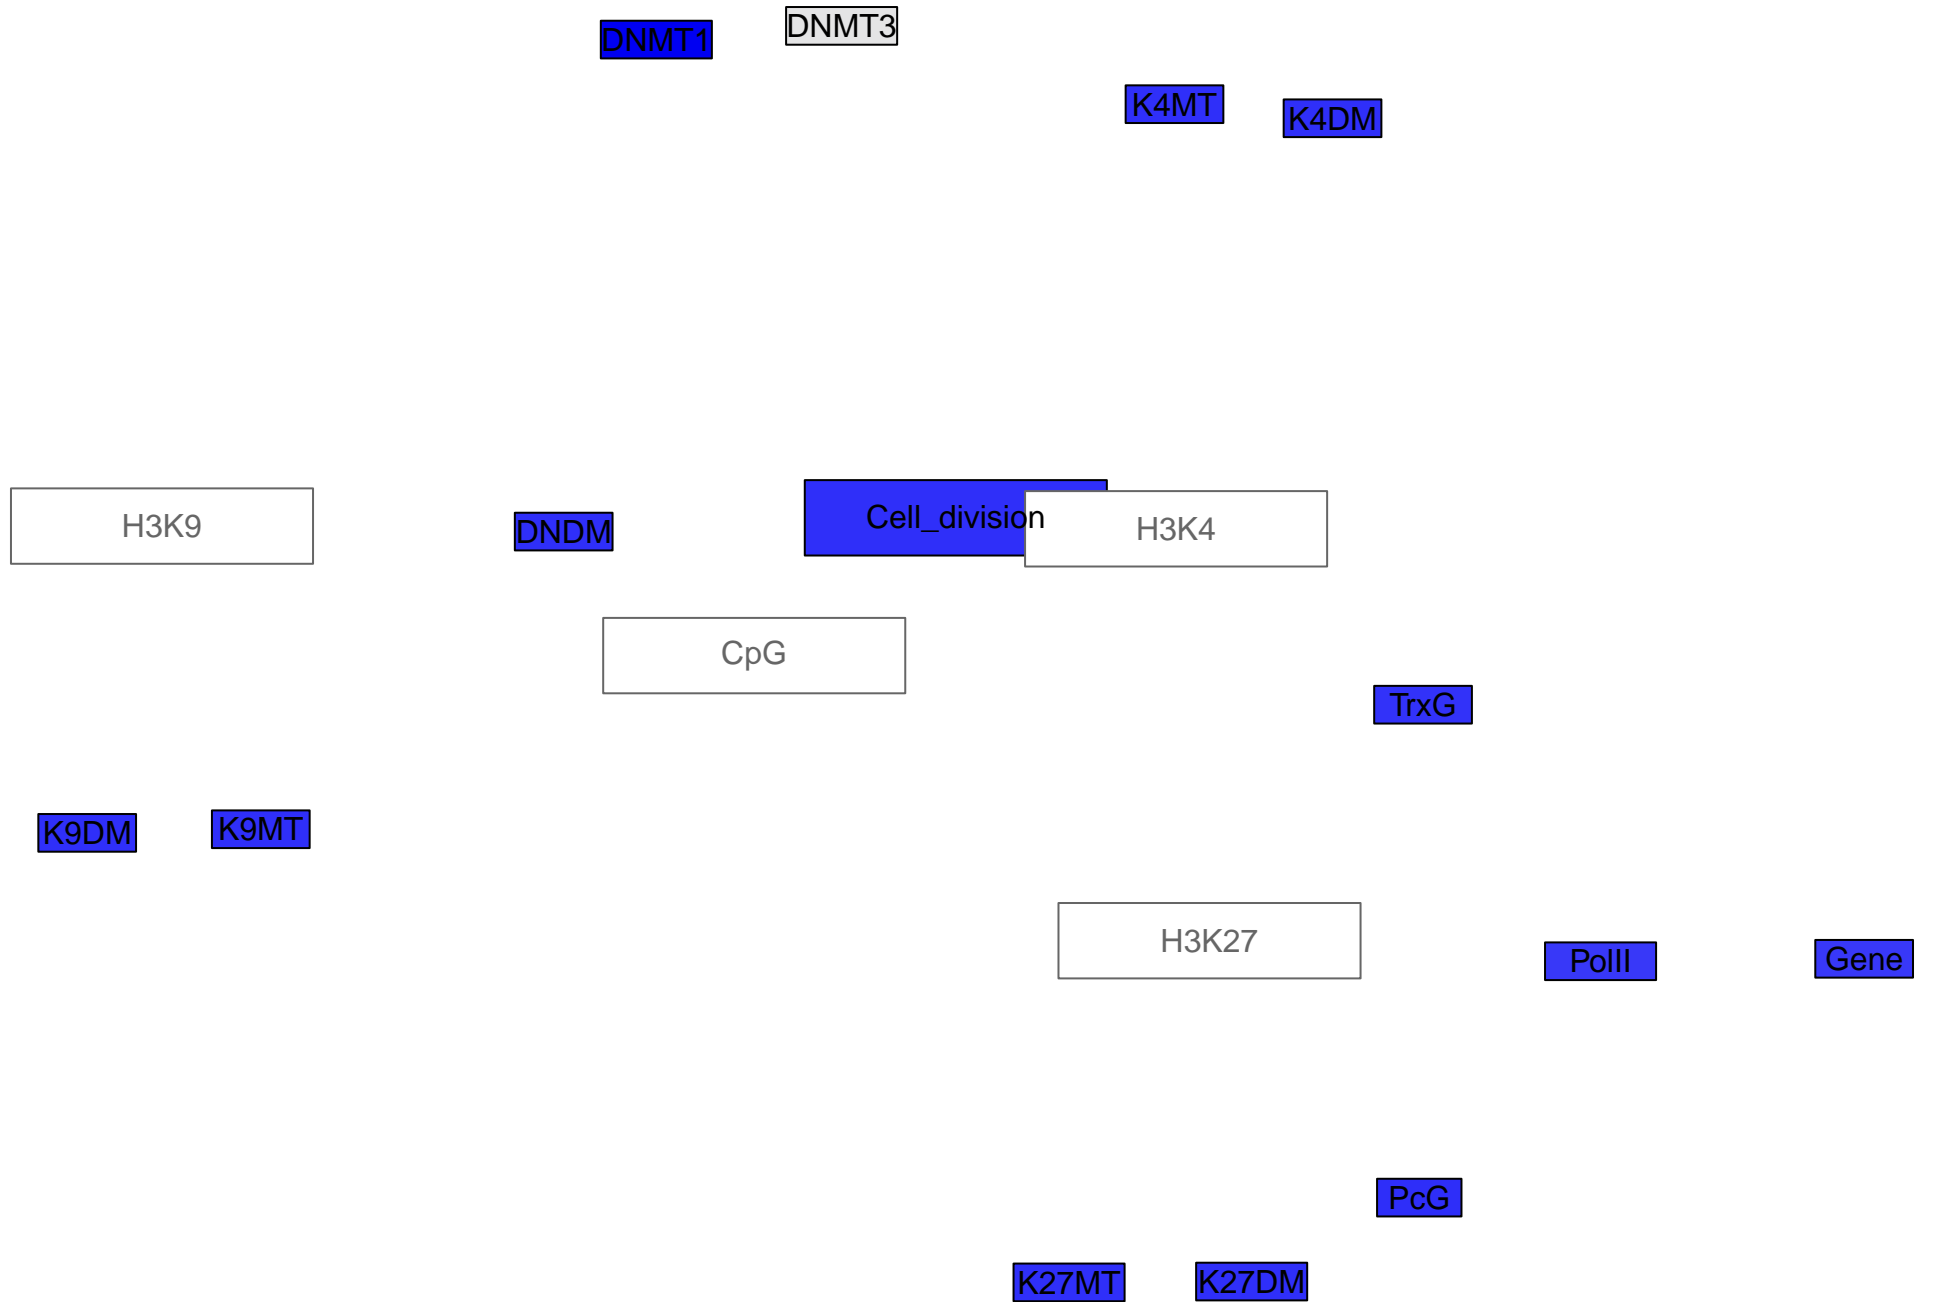 DNMT1
DNMT3
K4MT
K4DM
H3K9
DNDM
Cell_division
H3K4
CpG
TrxG
K9DM
K9MT
H3K27
PolII
Gene
PcG
K27MT
K27DM